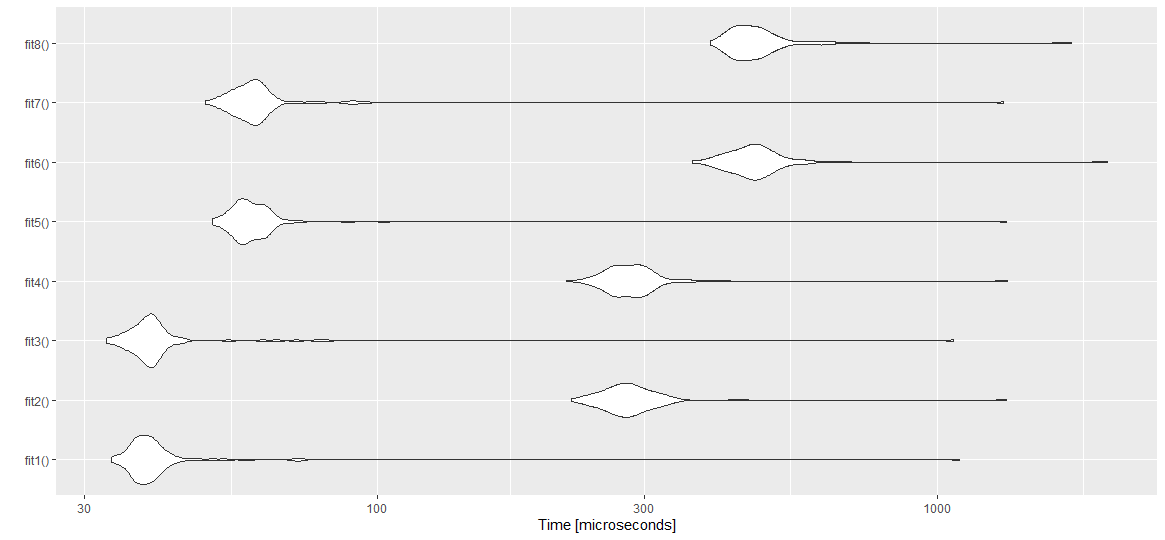 fit8()
fit7()
fit6()
fit5()
fit4()
fit3()
fit2()
fit1()
30 100 300 1000
Time [microseconds]